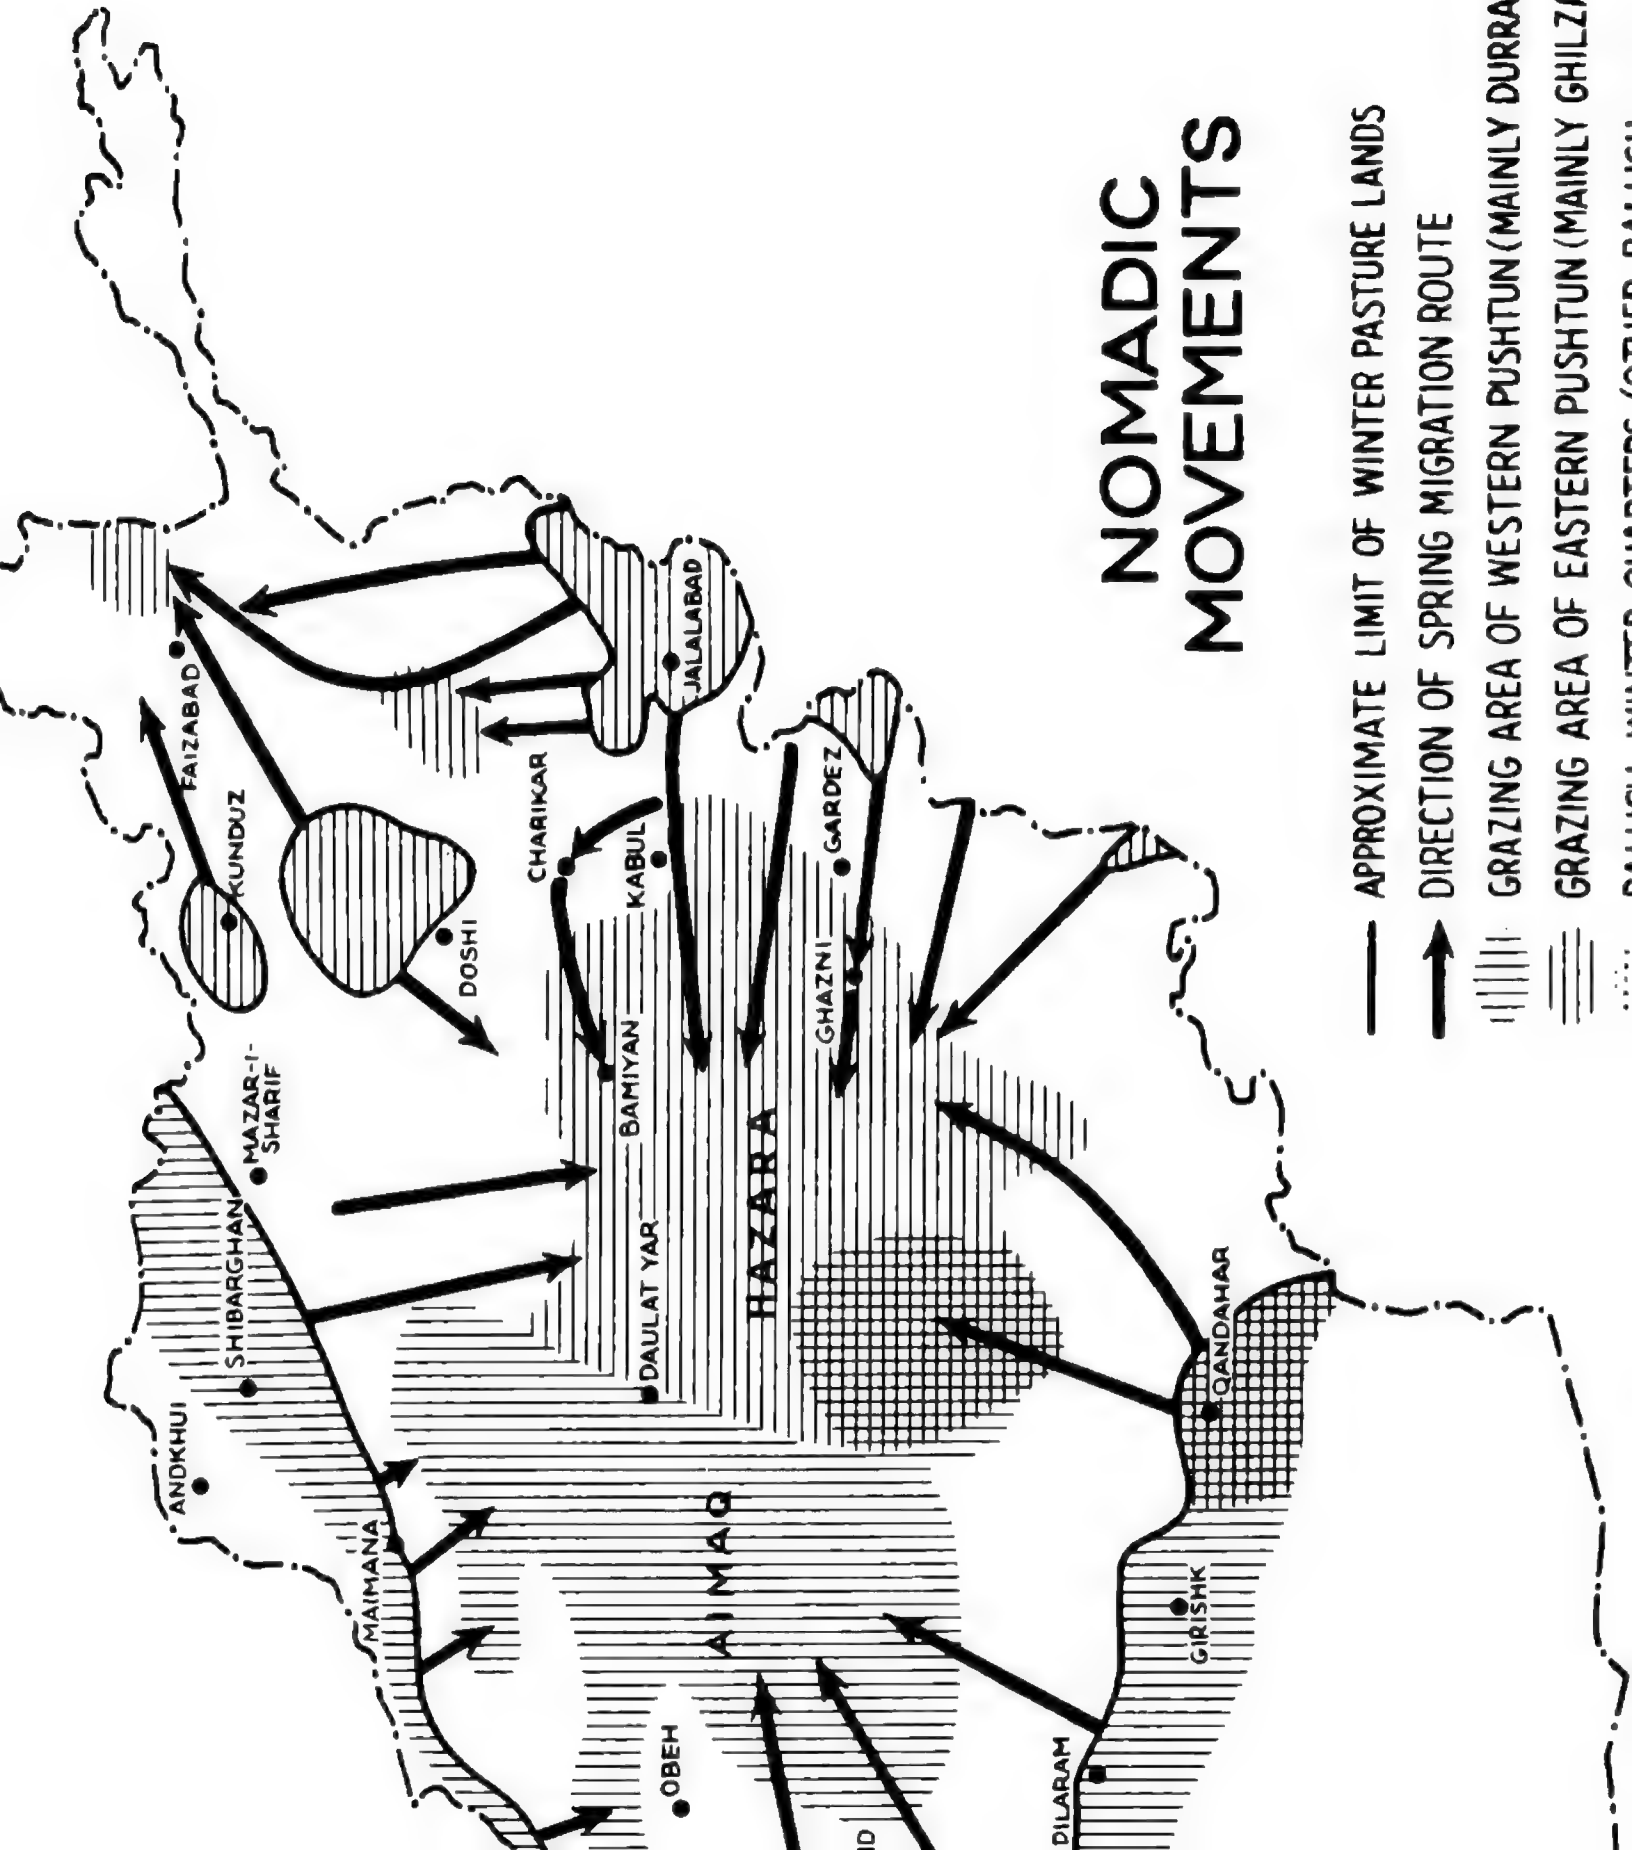 NOMADIC
MOVEMENTS
APPROXIMATE LIMIT OF WINTER PASTURE LANDS
DIRECTION OF SPRING MIGRATION ROUTE
GRAZING AREA OF WESTERN PUSHTUN (MAINLY DURRA
GRAZING AREA OF EASTERN PUSHTUN (MAINLY GHILZA
FAIZABAD
KUNDUZ
JALALABAD
CHARIKAR
KABUL
GARDEZ
DOSHI
GHAZNI
MAZAR-I-
SHARIF
BAMIYAN
HAZARA
SHIBARGHAN
DAULAT YAR
QANDAHAR
ANDKHUI
MAIMANA
AIMAQ
GIRISHK
OBEH
DILARAM